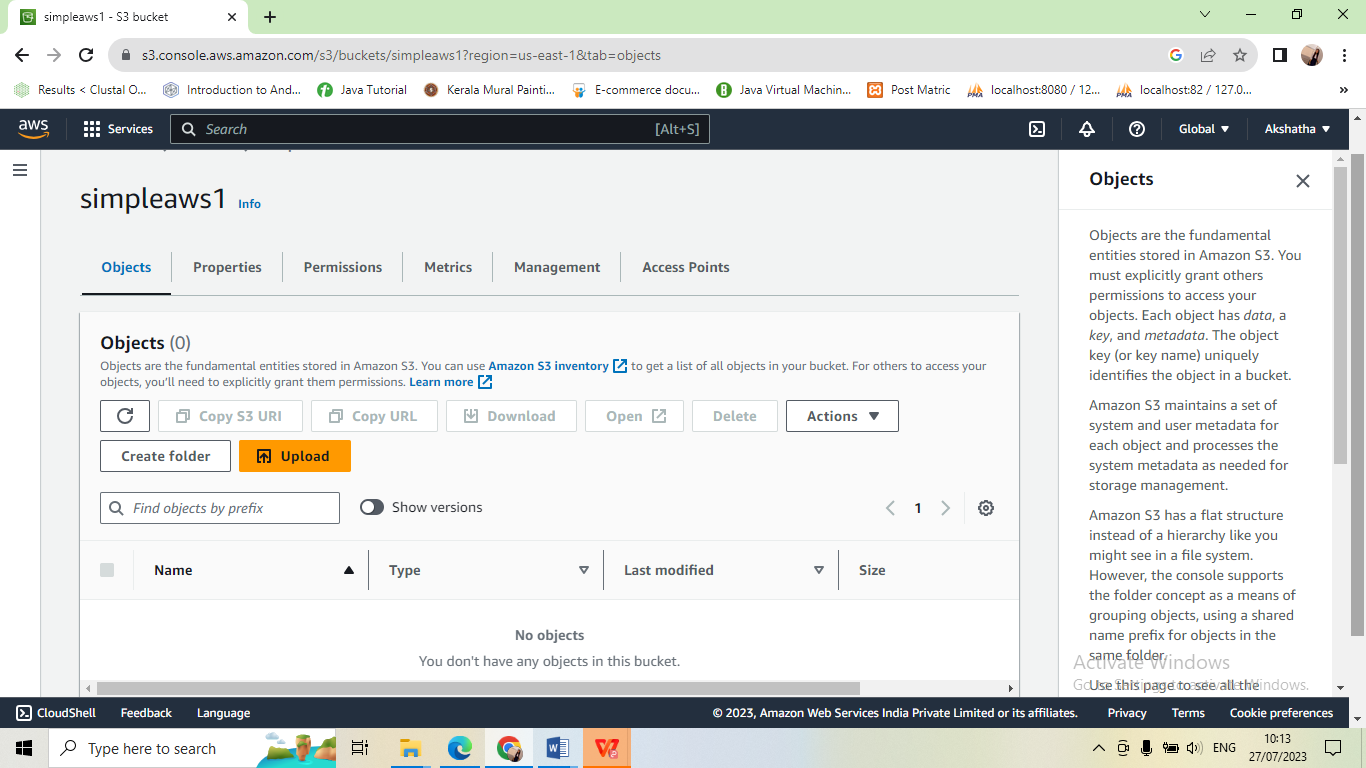 simpleaws1 - S3 bucket
s3.console.aws.amazon.com/s3/buckets/simpleaws1?region=us-east-1&tab=objects
Results < Clustal O... Introduction to And... Java Tutorial Kerala Mural Painti... E-commerce docu... Java Virtual Machin... Post Matric localhost:8080 / 12... localhost:82 / 127.0... »
aws Services Search [Alt+S] Global Akshatha
simpleaws1 Info
Objects Properties Permissions Metrics Management Access Points
Objects (0)
Objects are the fundamental entities stored in Amazon S3. You can use Amazon S3 inventory to get a list of all objects in your bucket. For others to access your
objects, you'll need to explicitly grant them permissions. Learn more
Copy S3 URI Copy URL Download Open Delete Actions
Create folder Upload
Find objects by prefix Show versions 1
Name Type Last modified Size
No objects
You don't have any objects in this bucket.
Objects
Objects are the fundamental
entities stored in Amazon S3. You
must explicitly grant others
permissions to access your
objects. Each object has data, a
key, and metadata. The object
key (or key name) uniquely
identifies the object in a bucket.
Amazon S3 maintains a set of
system and user metadata for
each object and processes the
system metadata as needed for
storage management.
Amazon S3 has a flat structure
instead of a hierarchy like you
might see in a file system.
However, the console supports
the folder concept as a means of
grouping objects, using a shared
name prefix for objects in the
same folder.
Use this page to see all the
Activate Windows
Go to Settings to activate Windows.
CloudShell Feedback Language © 2023, Amazon Web Services India Private Limited or its affiliates. Privacy Terms Cookie preferences
Type here to search ENG 10:13
27/07/2023